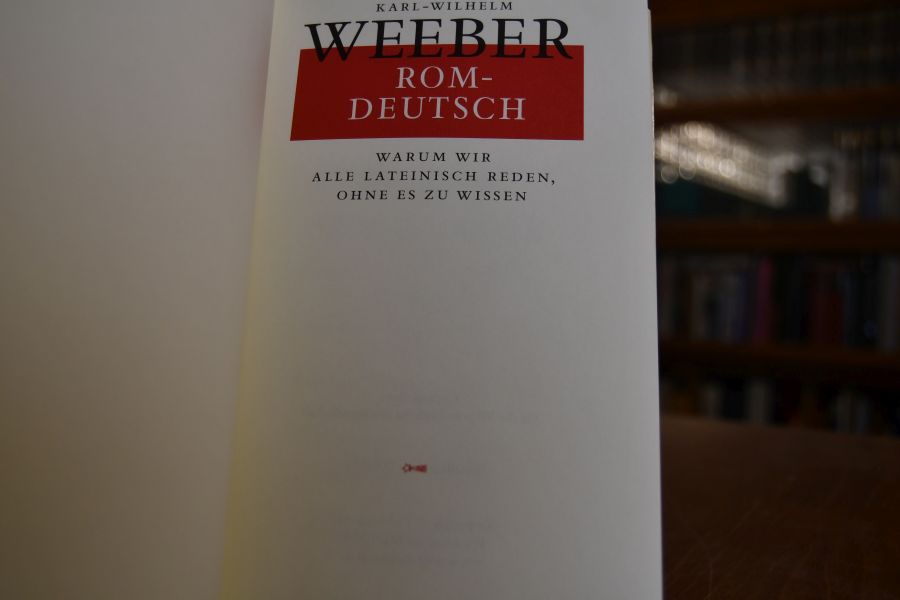 KARL-WILHELM
WEEBER
ROM-
DEUTSCH
WARUM WIR
ALLE LATEINISCH REDEN,
OHNE ES ZU WISSEN